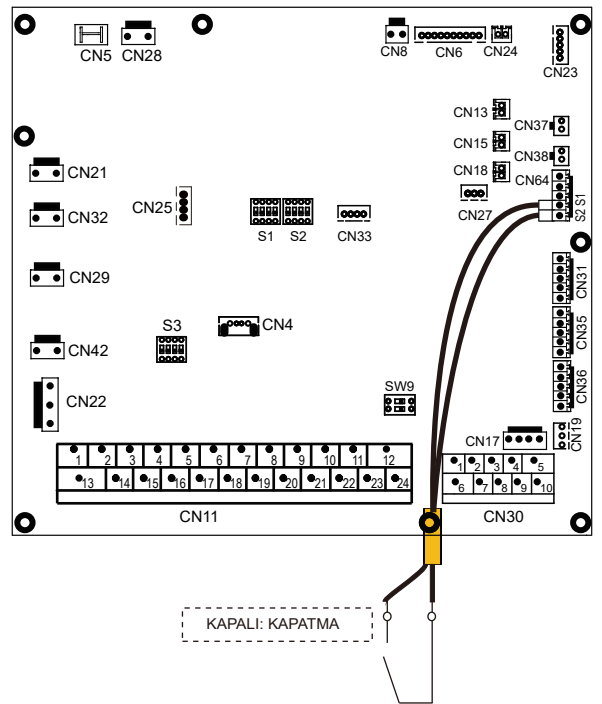 CN5
CN28
CN8
CN6
CN24
CN23
CN13
CN37
CN15
CN38
CN18
CN64
CN21
CN25
CN27
S2 S1
CN32
S1
S2
CN33
CN31
CN29
CN4
S3
CN35
CN42
CN36
CN22
SW9
CN17
CN19
1 2 3 4 5 6 7 8 9 10 11 12
13 14 15 16 17 18 19 20 21 22 23 24
CN11
1 2 3 4 5
6 7 8 9 10
CN30
KAPALI: KAPATMA